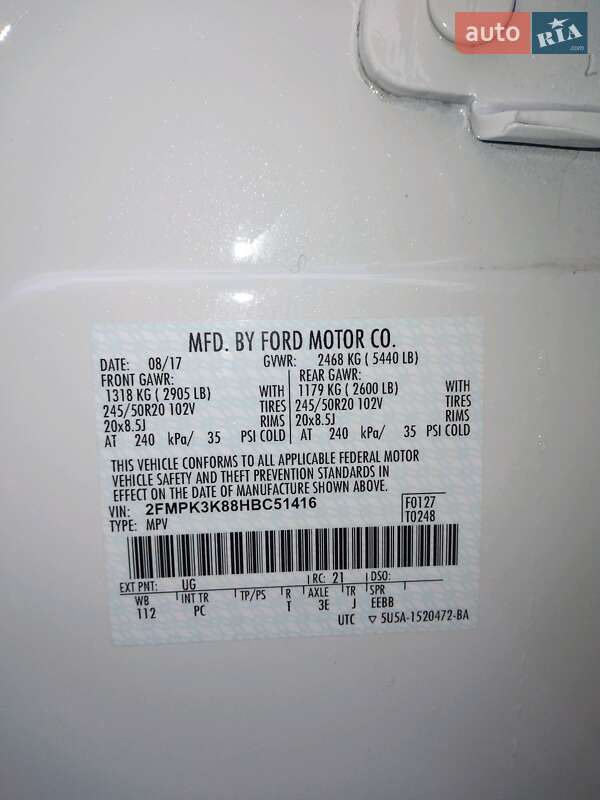 auto RIA .com
MFD. BY FORD MOTOR CO.
DATE: 08/17 GVWR: 2468 KG ( 5440 LB)
FRONT GAWR: REAR GAWR:
1318 KG ( 2905 LB) WITH 1179 KG ( 2600 LB) WITH
245/50R20 102V TIRES 245/50R20 102V TIRES
20x8.5J RIMS 20x8.5J RIMS
AT 240 kPa/ 35 PSI COLD AT 240 kPa/ 35 PSI COLD
THIS VEHICLE CONFORMS TO ALL APPLICABLE FEDERAL MOTOR
VEHICLE SAFETY AND THEFT PREVENTION STANDARDS IN
EFFECT ON THE DATE OF MANUFACTURE SHOWN ABOVE.
VIN: 2FMPK3K88HBC51416 F0127
TYPE: MPV T0248
EXT PNT: UG RC: 21 DSO:
WB INT TR TP/PS R AXLE TR SPR
112 PC T 3E J EEBB
UTC ▽ 5U5A-1520472-BA